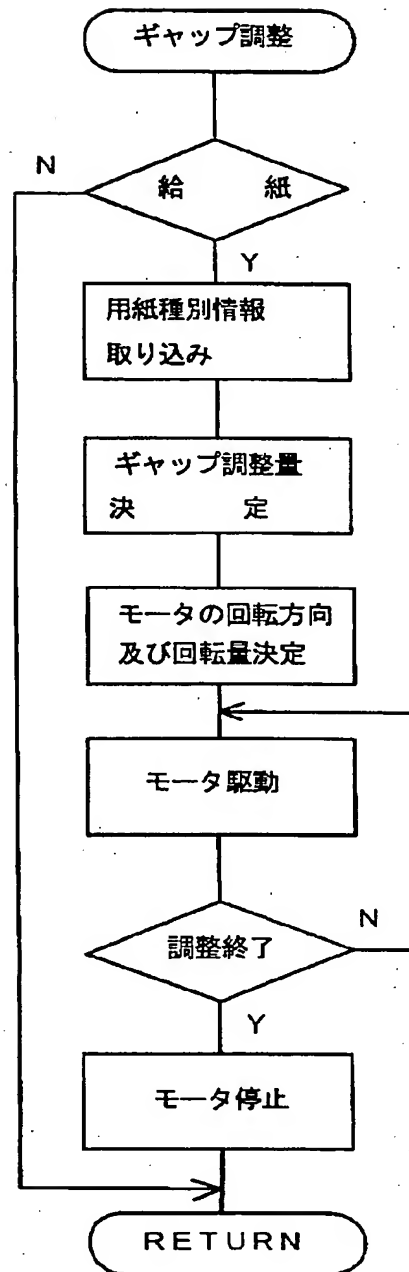 ギャップ調整
N
給 紙
Y
用紙種別情報
取り込み
ギャップ調整量
決 定
モータの回転方向
及び回転量決定
モータ駆動
N
調整終了
Y
モータ停止
RETURN